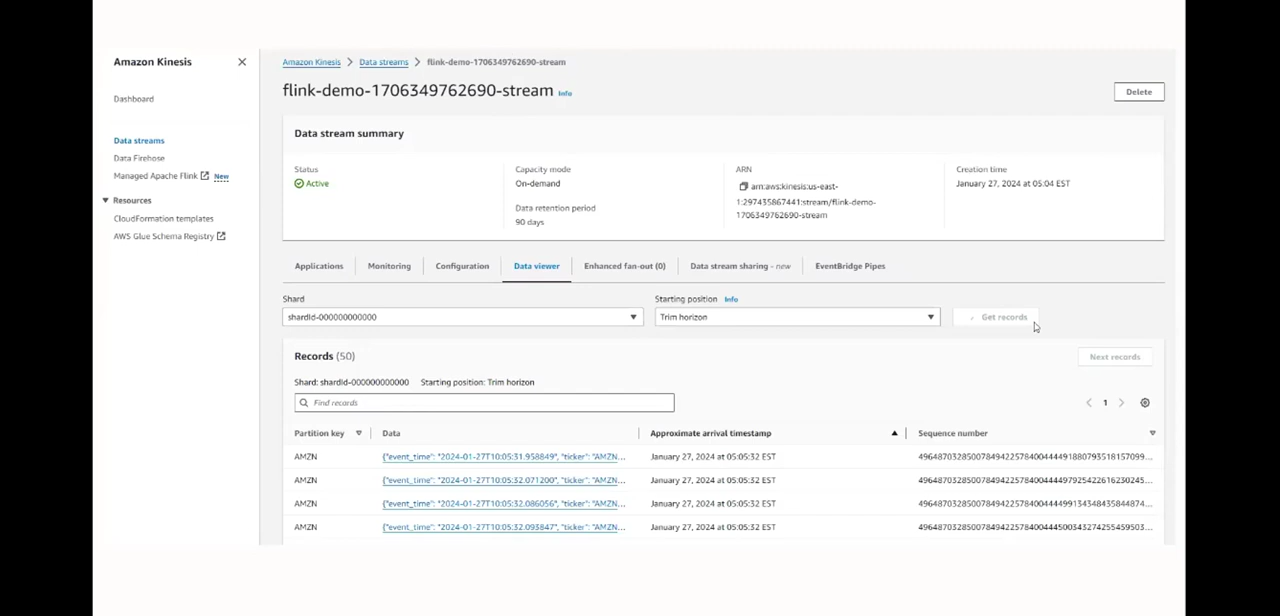 Amazon Kinesis
Dashboard
Data streams
Data Firehose
Managed Apache Flink New
Resources
CloudFormation templates
AWS Glue Schema Registry
Amazon Kinesis > Data streams > flink-demo-1706349762690-stream
flink-demo-1706349762690-stream Info
Delete
Data stream summary
Status
Active
Capacity mode
On-demand
Data retention period
90 days
ARN
arn:aws:kinesis:us-east-
1:297435867441:stream/flink-demo-
1706349762690-stream
Creation time
January 27, 2024 at 05:04 EST
Applications Monitoring Configuration Data viewer Enhanced fan-out (0) Data stream sharing - new EventBridge Pipes
Shard
shardId-000000000000
Starting position Info
Trim horizon
Get records
Records (50)
Next records
Shard: shardId-000000000000 Starting position: Trim horizon
Find records
1
Partition key Data Approximate arrival timestamp Sequence number
AMZN {"event_time": "2024-01-27T10:05:31.958849", "ticker": "AMZN... January 27, 2024 at 05:05:32 EST
AMZN {"event_time": "2024-01-27T10:05:32.071200", "ticker": "AMZN... January 27, 2024 at 05:05:32 EST
AMZN {"event_time": "2024-01-27T10:05:32.086056", "ticker": "AMZN... January 27, 2024 at 05:05:32 EST
AMZN {"event_time": "2024-01-27T10:05:32.093847", "ticker": "AMZN... January 27, 2024 at 05:05:32 EST